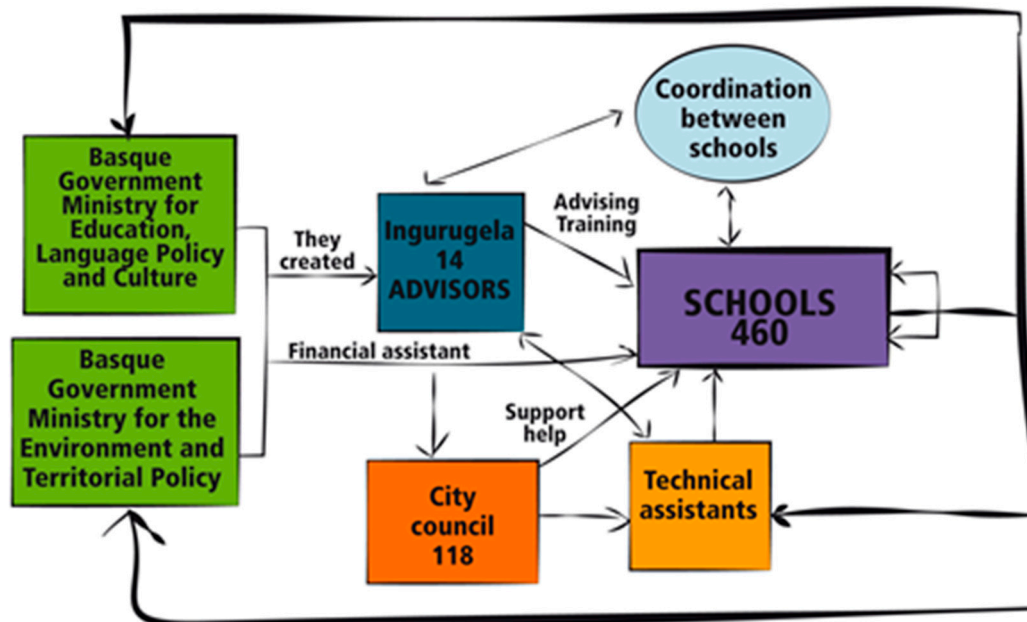 Coordination
between
schools
Basque
Government
Ministry for
Education,
Language Policy
and Culture
They
created
Ingurugela
14
ADVISORS
Advising
Training
SCHOOLS
460
Basque
Government
Ministry for the
Environment and
Territorial Policy
Financial assistant
Support
help
City
council
118
Technical
assistants